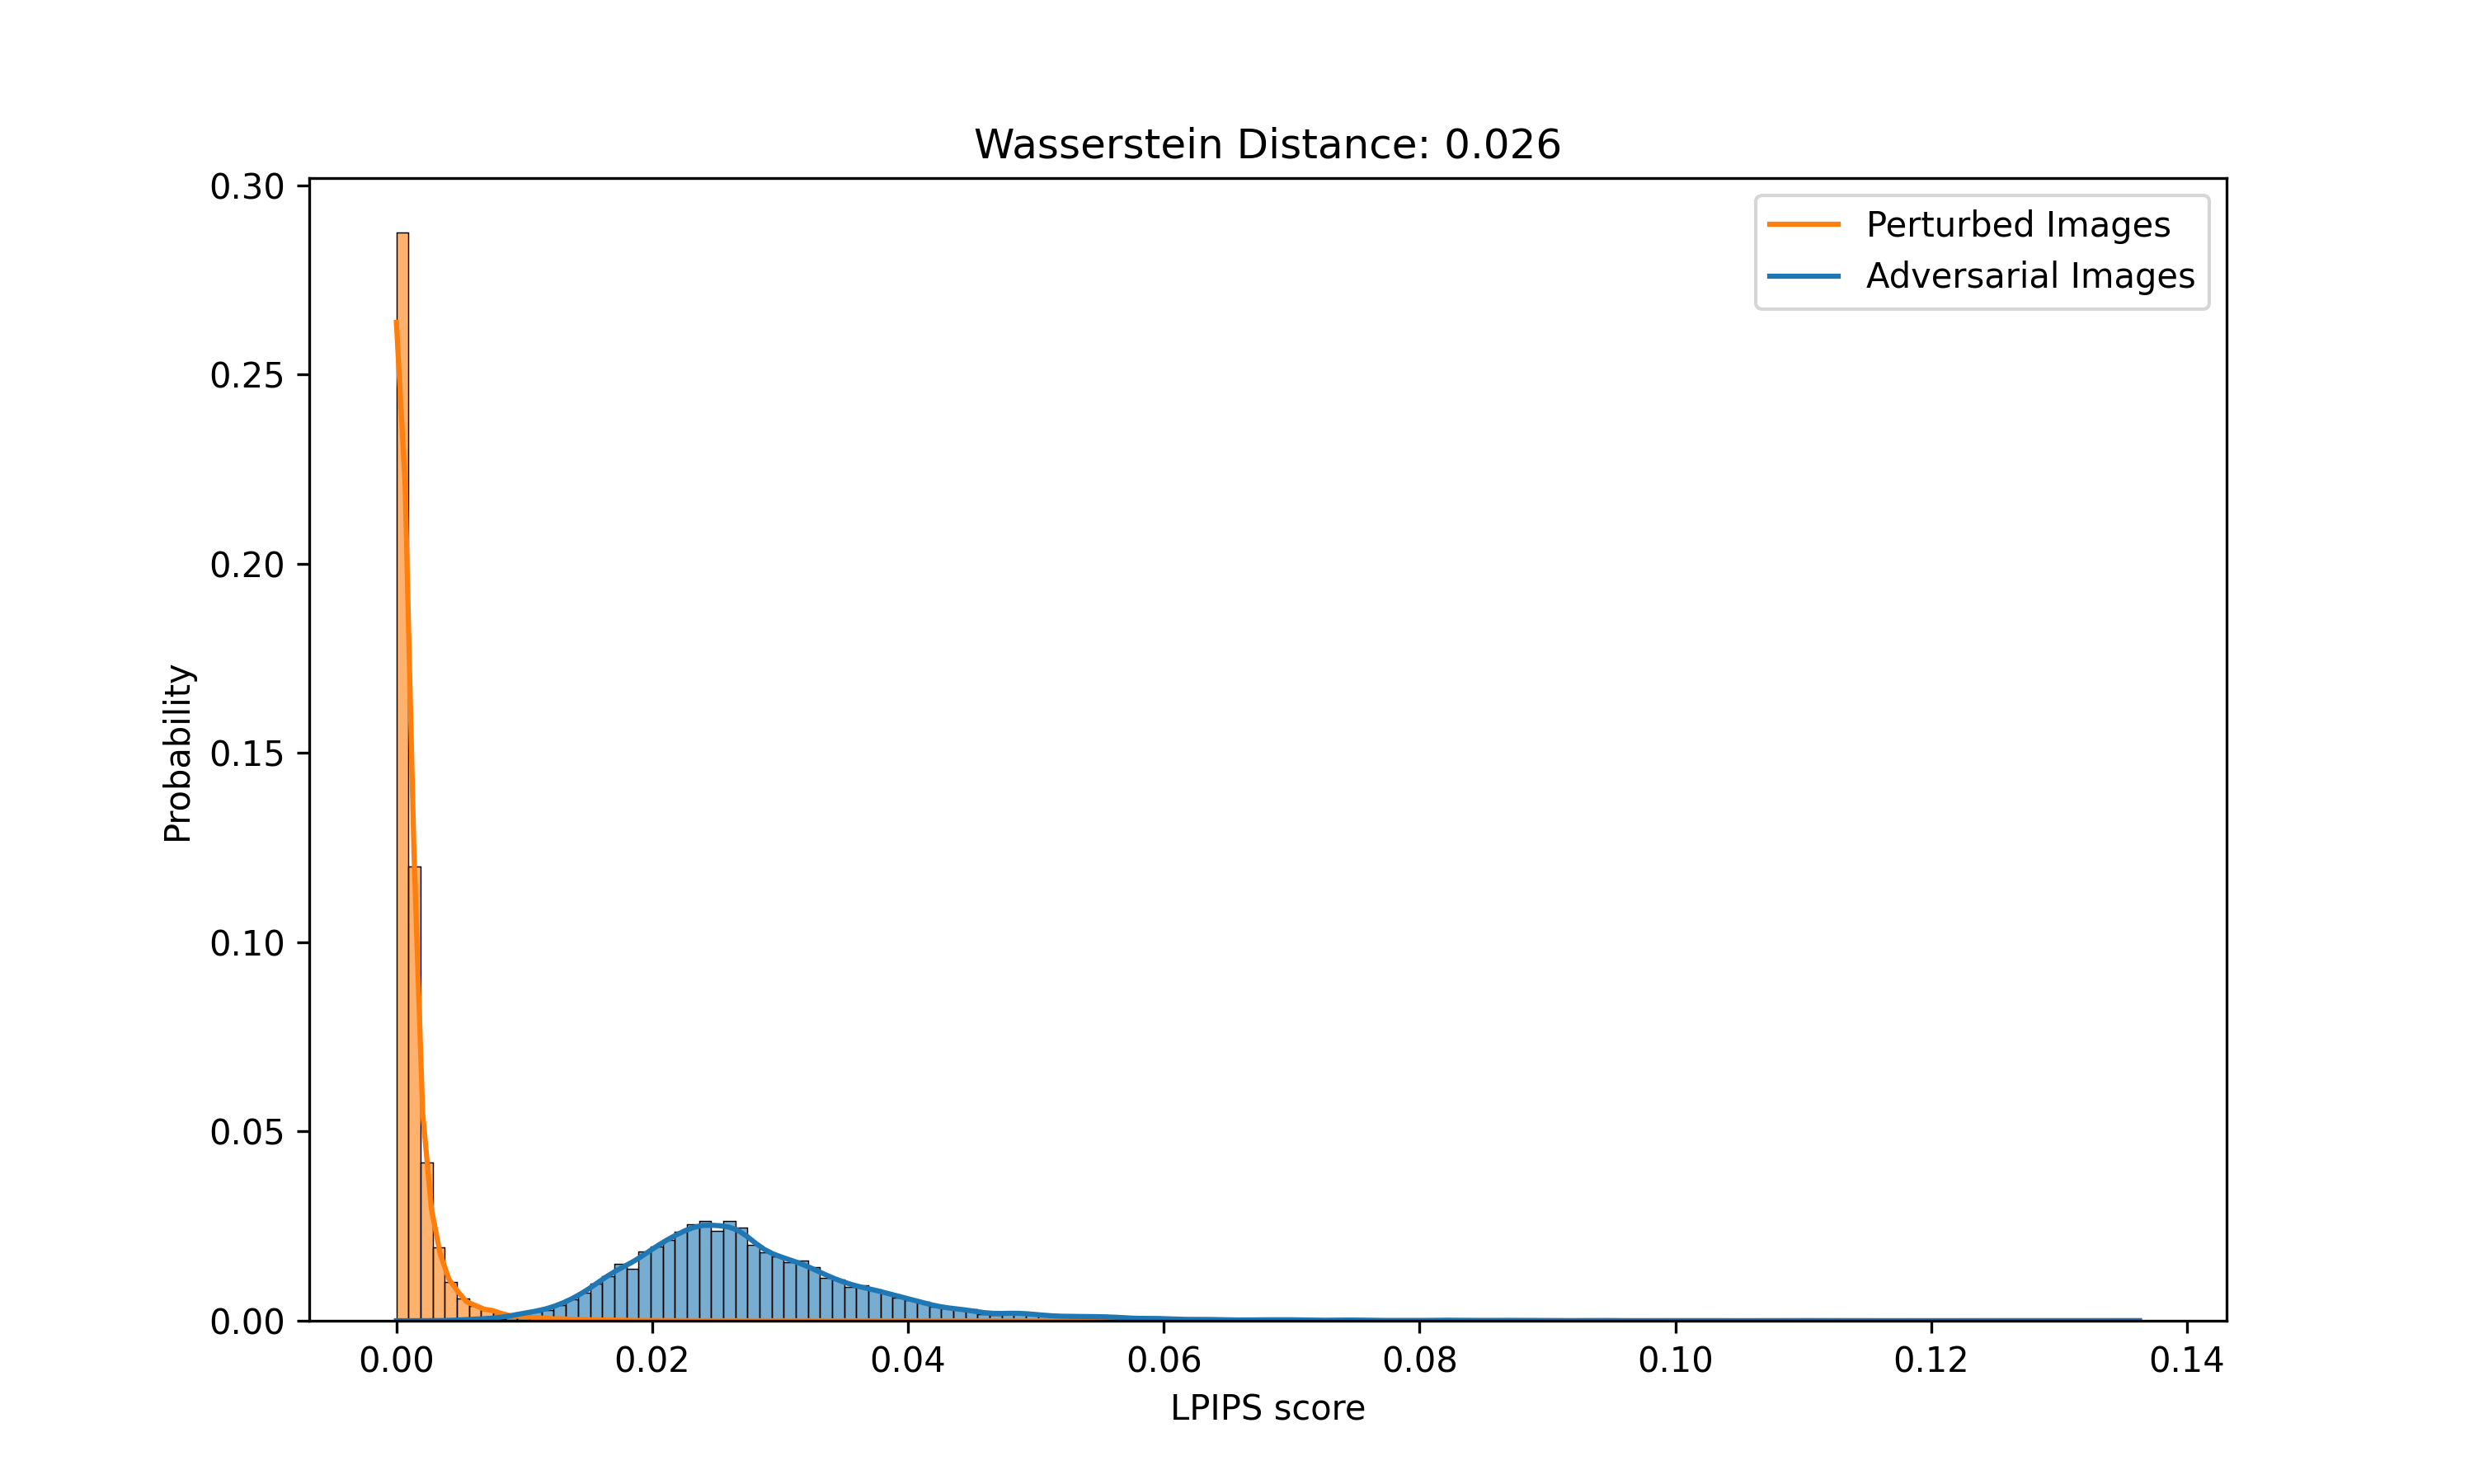 Wasserstein Distance: 0.026
Perturbed Images
Adversarial Images
Probability
0.30
0.25
0.20
0.15
0.10
0.05
0.00
0.00 0.02 0.04 0.06 0.08 0.10 0.12 0.14
LPIPS score